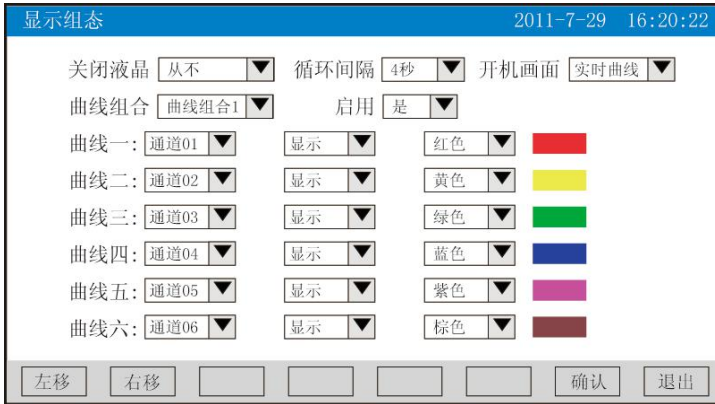 显示组态 2011-7-29 16:20:22
关闭液晶 从不 循环间隔 4秒 开机画面 实时曲线
曲线组合 曲线组合1 启用 是
曲线一: 通道01 显示 红色
曲线二: 通道02 显示 黄色
曲线三: 通道03 显示 绿色
曲线四: 通道04 显示 蓝色
曲线五: 通道05 显示 紫色
曲线六: 通道06 显示 棕色
左移 右移 确认 退出